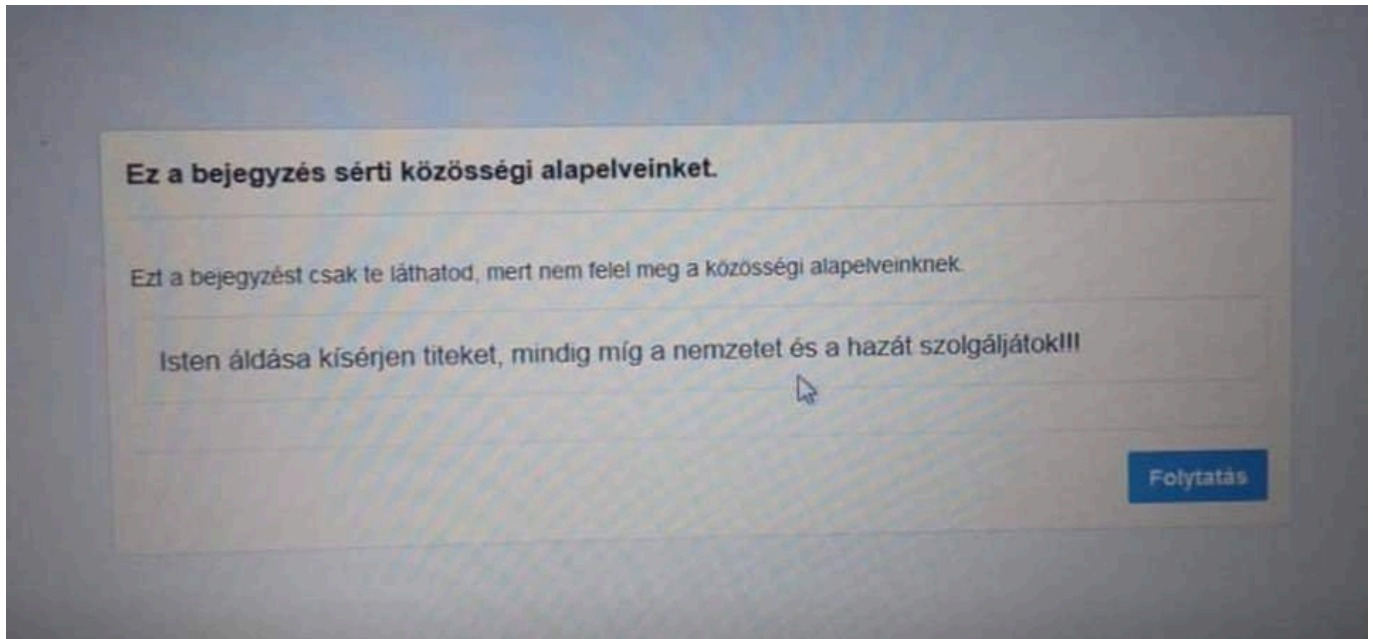 Ez a bejegyzés sérti közösségi alapelveinket.
Ezt a bejegyzést csak te láthatod, mert nem felel meg a közösségi alapelveinknek.
Isten áldása kísérjen titeket, mindig míg a nemzetet és a hazát szolgáljátok!!!
Folytatás